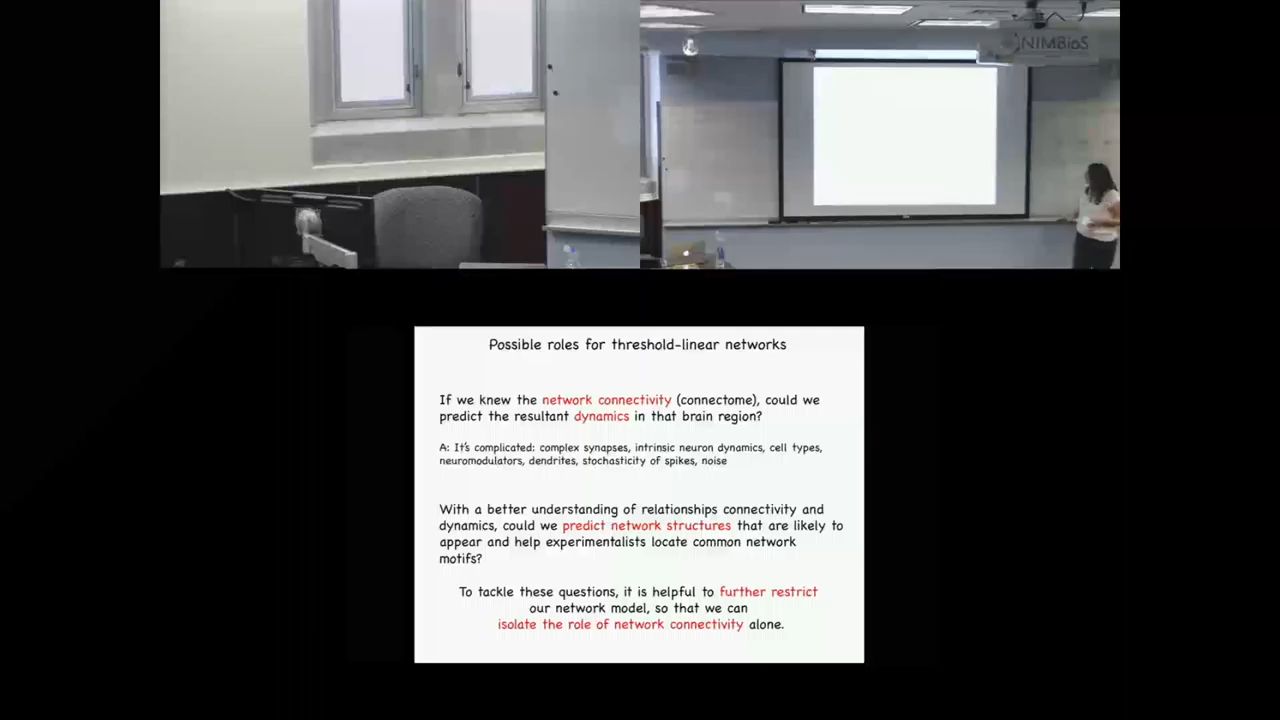 NIMBioS
Possible roles for threshold-linear networks
If we knew the network connectivity (connectome), could we
predict the resultant dynamics in that brain region?
A: It's complicated: complex synapses, intrinsic neuron dynamics, cell types,
neuromodulators, dendrites, stochasticity of spikes, noise
With a better understanding of relationships connectivity and
dynamics, could we predict network structures that are likely to
appear and help experimentalists locate common network
motifs?
To tackle these questions, it is helpful to further restrict
our network model, so that we can
isolate the role of network connectivity alone.